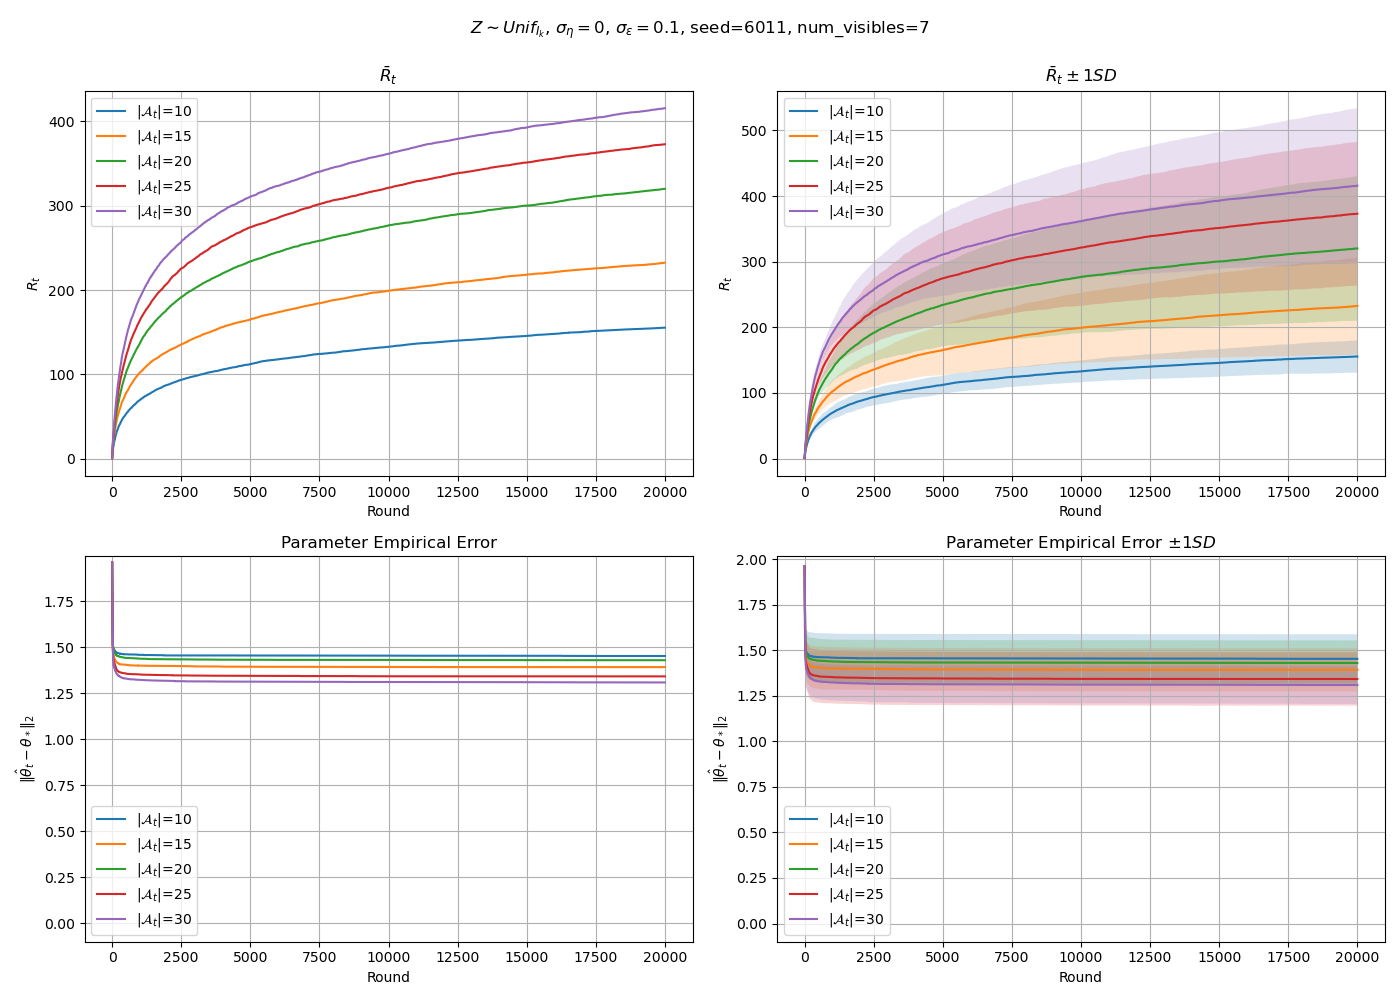 Z ∼ Unif_{I_k}, σ_η = 0, σ_ε = 0.1, seed=6011, num_visibles=7
R̄_t
R_t
400
300
200
100
0
|𝒜_t|=10
|𝒜_t|=15
|𝒜_t|=20
|𝒜_t|=25
|𝒜_t|=30
0 2500 5000 7500 10000 12500 15000 17500 20000
Round
R̄_t ± 1SD
R_t
500
400
300
200
100
0
|𝒜_t|=10
|𝒜_t|=15
|𝒜_t|=20
|𝒜_t|=25
|𝒜_t|=30
0 2500 5000 7500 10000 12500 15000 17500 20000
Round
Parameter Empirical Error
‖θ̂_t − θ_*‖₂
1.75
1.50
1.25
1.00
0.75
0.50
0.25
0.00
|𝒜_t|=10
|𝒜_t|=15
|𝒜_t|=20
|𝒜_t|=25
|𝒜_t|=30
0 2500 5000 7500 10000 12500 15000 17500 20000
Round
Parameter Empirical Error ±1SD
‖θ̂_t − θ_*‖₂
2.00
1.75
1.50
1.25
1.00
0.75
0.50
0.25
0.00
|𝒜_t|=10
|𝒜_t|=15
|𝒜_t|=20
|𝒜_t|=25
|𝒜_t|=30
0 2500 5000 7500 10000 12500 15000 17500 20000
Round